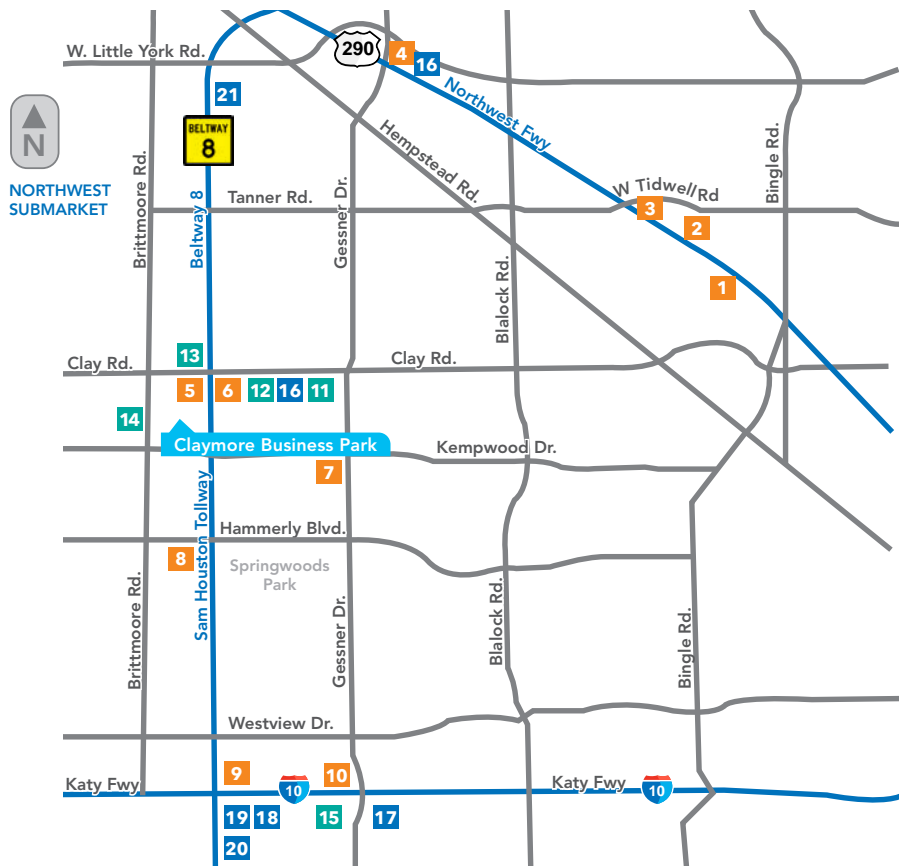 W. Little York Rd.
290
4
16
21
BELTWAY
8
N
NORTHWEST
SUBMARKET
Northwest Fwy
Hempstead Rd.
Bingle Rd.
Brittmoore Rd.
Beltway 8
Tanner Rd.
Gessner Dr.
W Tidwell Rd
3
2
1
Blalock Rd.
13
Clay Rd.
Clay Rd.
5
6
12
16
11
14
Claymore Business Park
Kempwood Dr.
7
Sam Houston Tollway
Hammerly Blvd.
8
Springwoods
Park
Brittmoore Rd.
Gessner Dr.
Blalock Rd.
Bingle Rd.
Westview Dr.
9
10
Katy Fwy
10
Katy Fwy
10
19
18
15
17
20